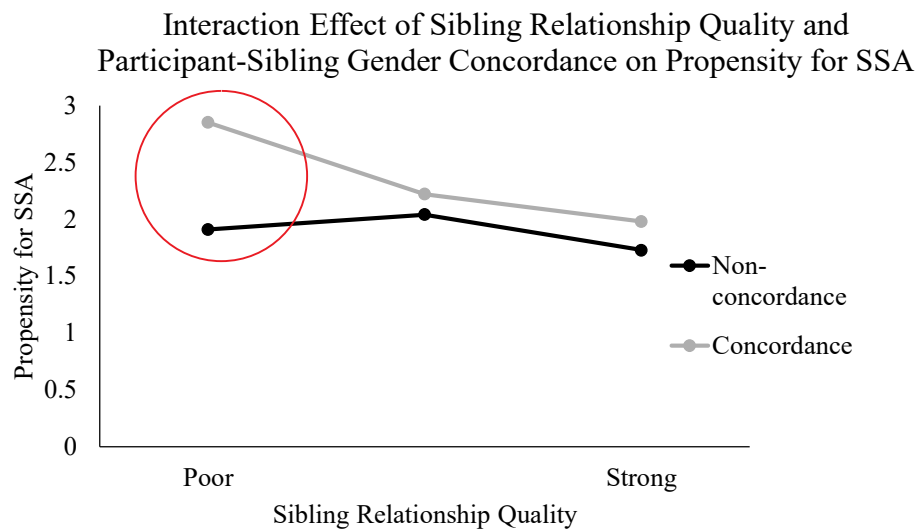 Interaction Effect of Sibling Relationship Quality and
Participant-Sibling Gender Concordance on Propensity for SSA
3
2.5
2
1.5
1
0.5
0
Propensity for SSA
Poor
Strong
Sibling Relationship Quality
Non-
concordance
Concordance